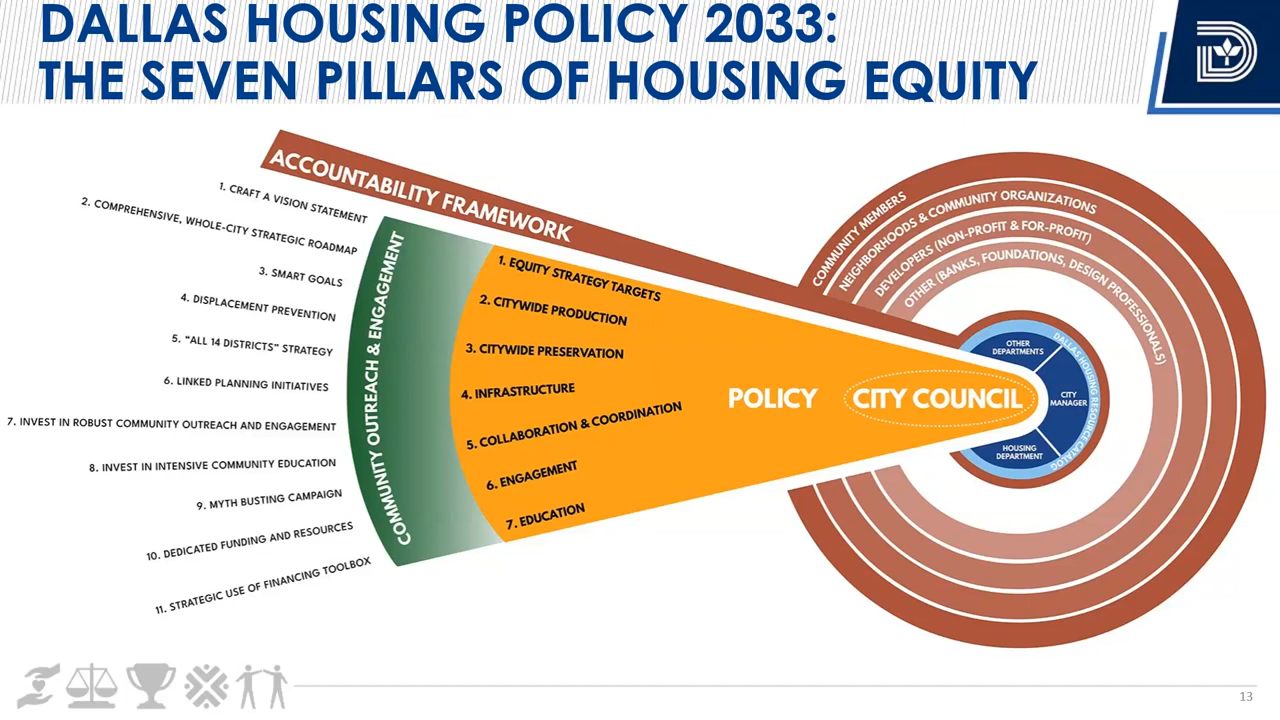 DALLAS HOUSING POLICY 2033:
THE SEVEN PILLARS OF HOUSING EQUITY
ACCOUNTABILITY FRAMEWORK
1. CRAFT A VISION STATEMENT
2. COMPREHENSIVE, WHOLE-CITY STRATEGIC ROADMAP
3. SMART GOALS
4. DISPLACEMENT PREVENTION
5. "ALL 14 DISTRICTS" STRATEGY
6. LINKED PLANNING INITIATIVES
7. INVEST IN ROBUST COMMUNITY OUTREACH AND ENGAGEMENT
8. INVEST IN INTENSIVE COMMUNITY EDUCATION
9. MYTH BUSTING CAMPAIGN
10. DEDICATED FUNDING AND RESOURCES
11. STRATEGIC USE OF FINANCING TOOLBOX
COMMUNITY OUTREACH & ENGAGEMENT
1. EQUITY STRATEGY TARGETS
2. CITYWIDE PRODUCTION
3. CITYWIDE PRESERVATION
4. INFRASTRUCTURE
5. COLLABORATION & COORDINATION
6. ENGAGEMENT
7. EDUCATION
POLICY
CITY COUNCIL
COMMUNITY MEMBERS
NEIGHBORHOODS & COMMUNITY ORGANIZATIONS
DEVELOPERS (NON-PROFIT & FOR-PROFIT)
OTHER (BANKS, FOUNDATIONS, DESIGN PROFESSIONALS)
OTHER
DEPARTMENTS
CITY
MANAGER
HOUSING
DEPARTMENT
DALLAS HOUSING RESOURCE CATALOG
13